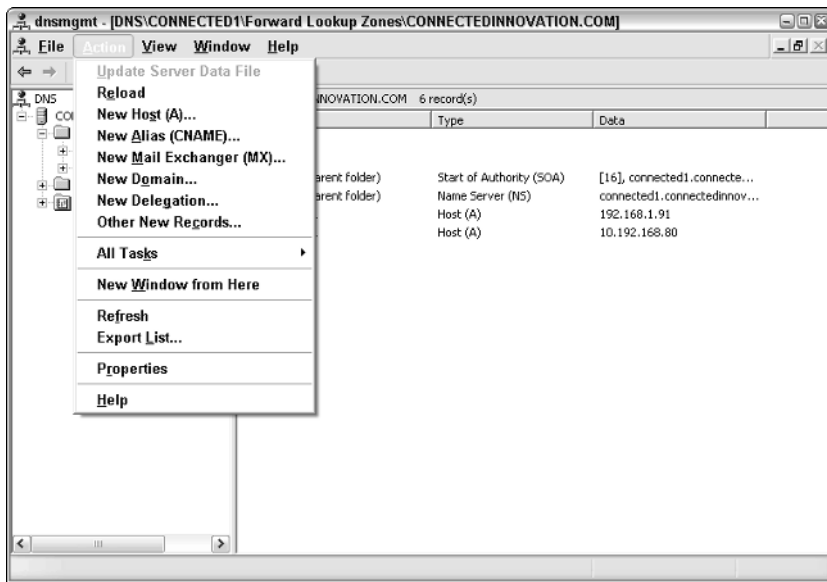 dnsmgmt - [DNS\CONNECTED1\Forward Lookup Zones\CONNECTEDINNOVATION.COM]
File Action View Window Help
Update Server Data File
Reload
New Host (A)...
New Alias (CNAME)...
New Mail Exchanger (MX)...
New Domain...
New Delegation...
Other New Records...
All Tasks
New Window from Here
Refresh
Export List...
Properties
Help
DNS
CO
NNOVATION.COM 6 record(s)
Type Data
arent folder) Start of Authority (SOA) [16], connected1.connecte...
arent folder) Name Server (NS) connected1.connectedinnov...
Host (A) 192.168.1.91
Host (A) 10.192.168.80